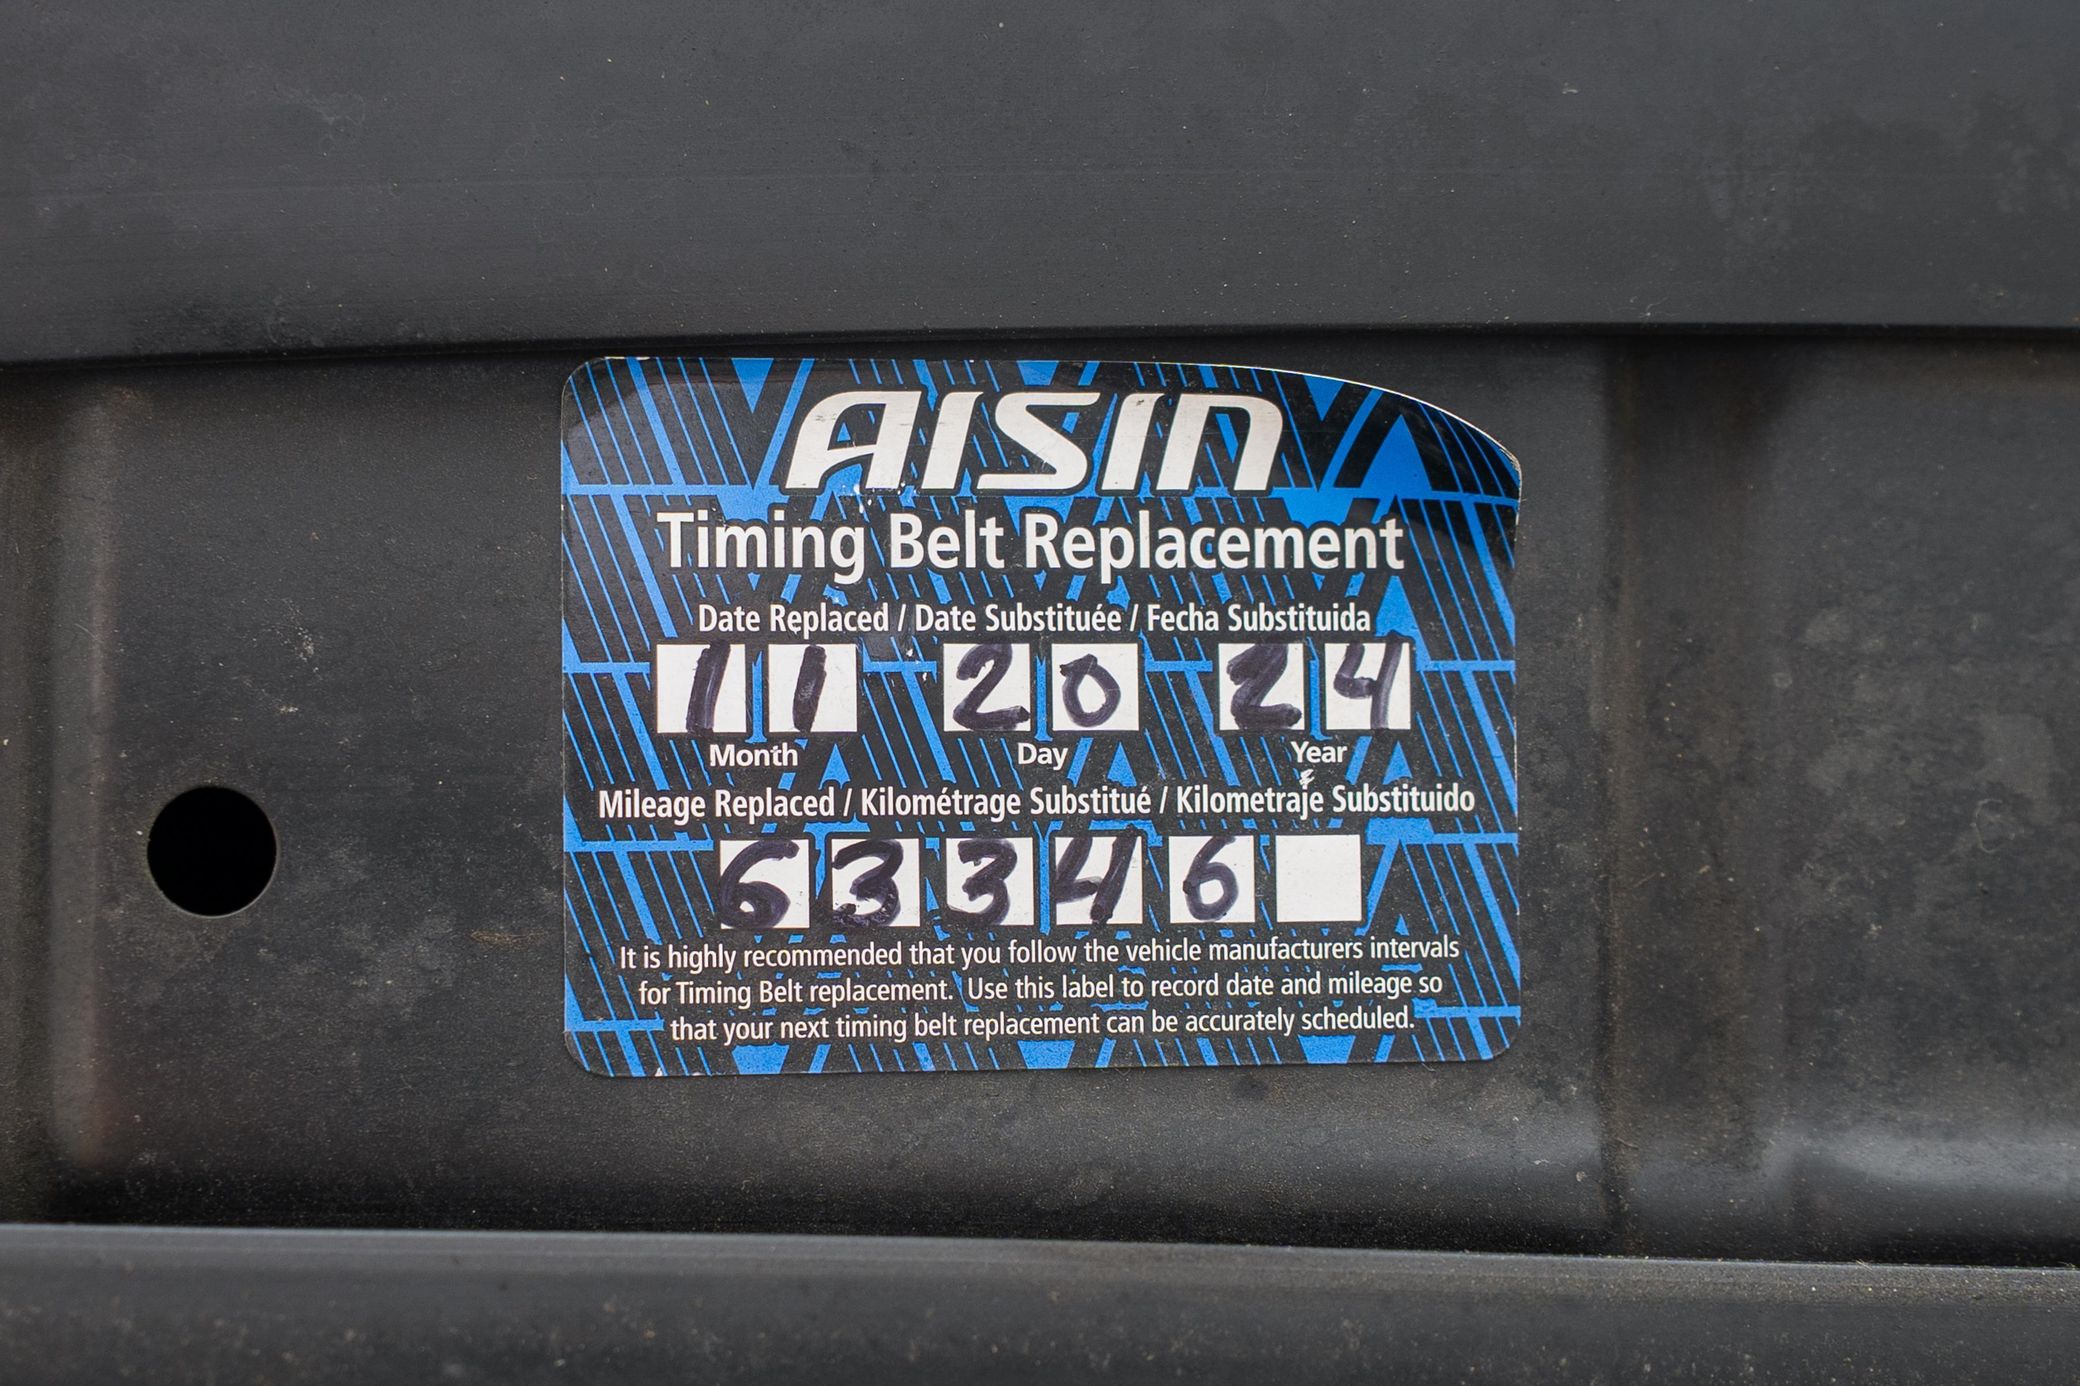 AISIN
Timing Belt Replacement
Date Replaced / Date Substituée / Fecha Substituida
11 20 24
Month Day Year
Mileage Replaced / Kilométrage Substitué / Kilometraje Substituido
63346
It is highly recommended that you follow the vehicle manufacturers intervals
for Timing Belt replacement. Use this label to record date and mileage so
that your next timing belt replacement can be accurately scheduled.